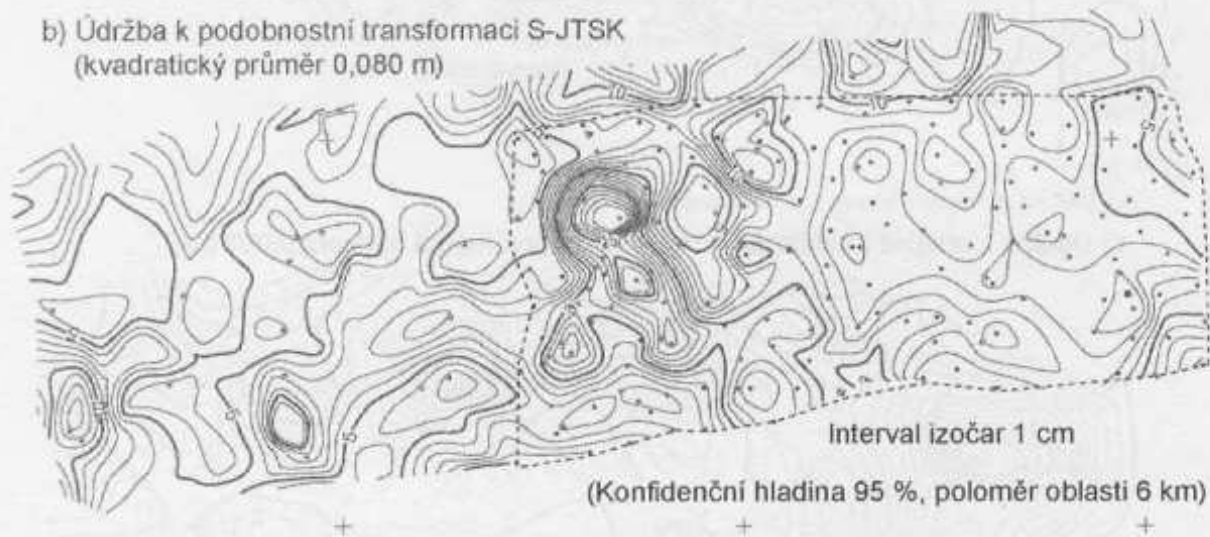 b) Údržba k podobnostní transformaci S-JTSK
(kvadratický průměr 0,080 m)
Interval izočar 1 cm
(Konfidenční hladina 95 %, poloměr oblasti 6 km)